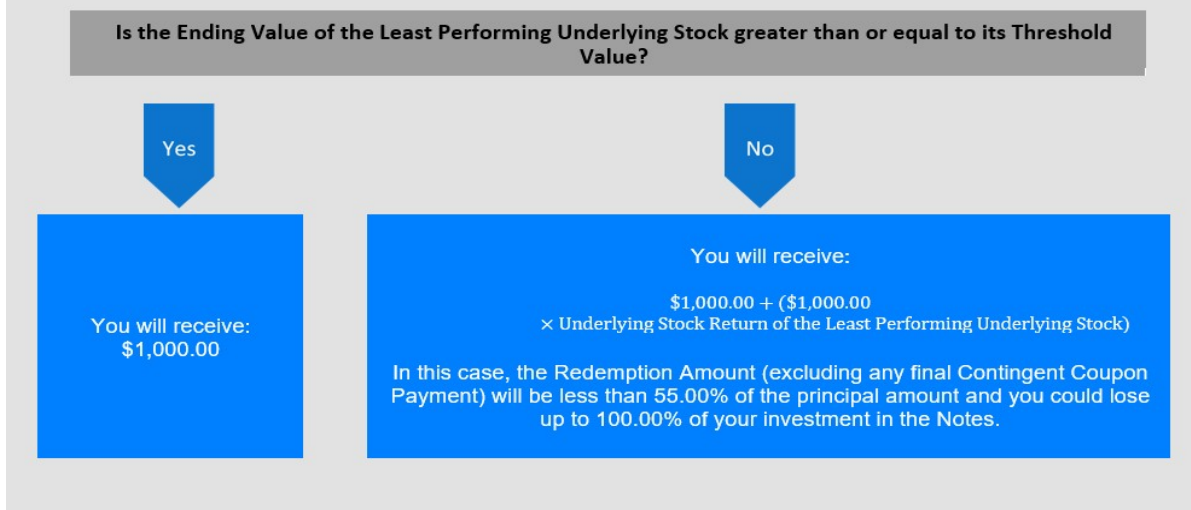 Is the Ending Value of the Least Performing Underlying Stock greater than or equal to its Threshold
Value?
Yes
No
You will receive:
$1,000.00
You will receive:
$1,000.00 + ($1,000.00
× Underlying Stock Return of the Least Performing Underlying Stock)
In this case, the Redemption Amount (excluding any final Contingent Coupon
Payment) will be less than 55.00% of the principal amount and you could lose
up to 100.00% of your investment in the Notes.